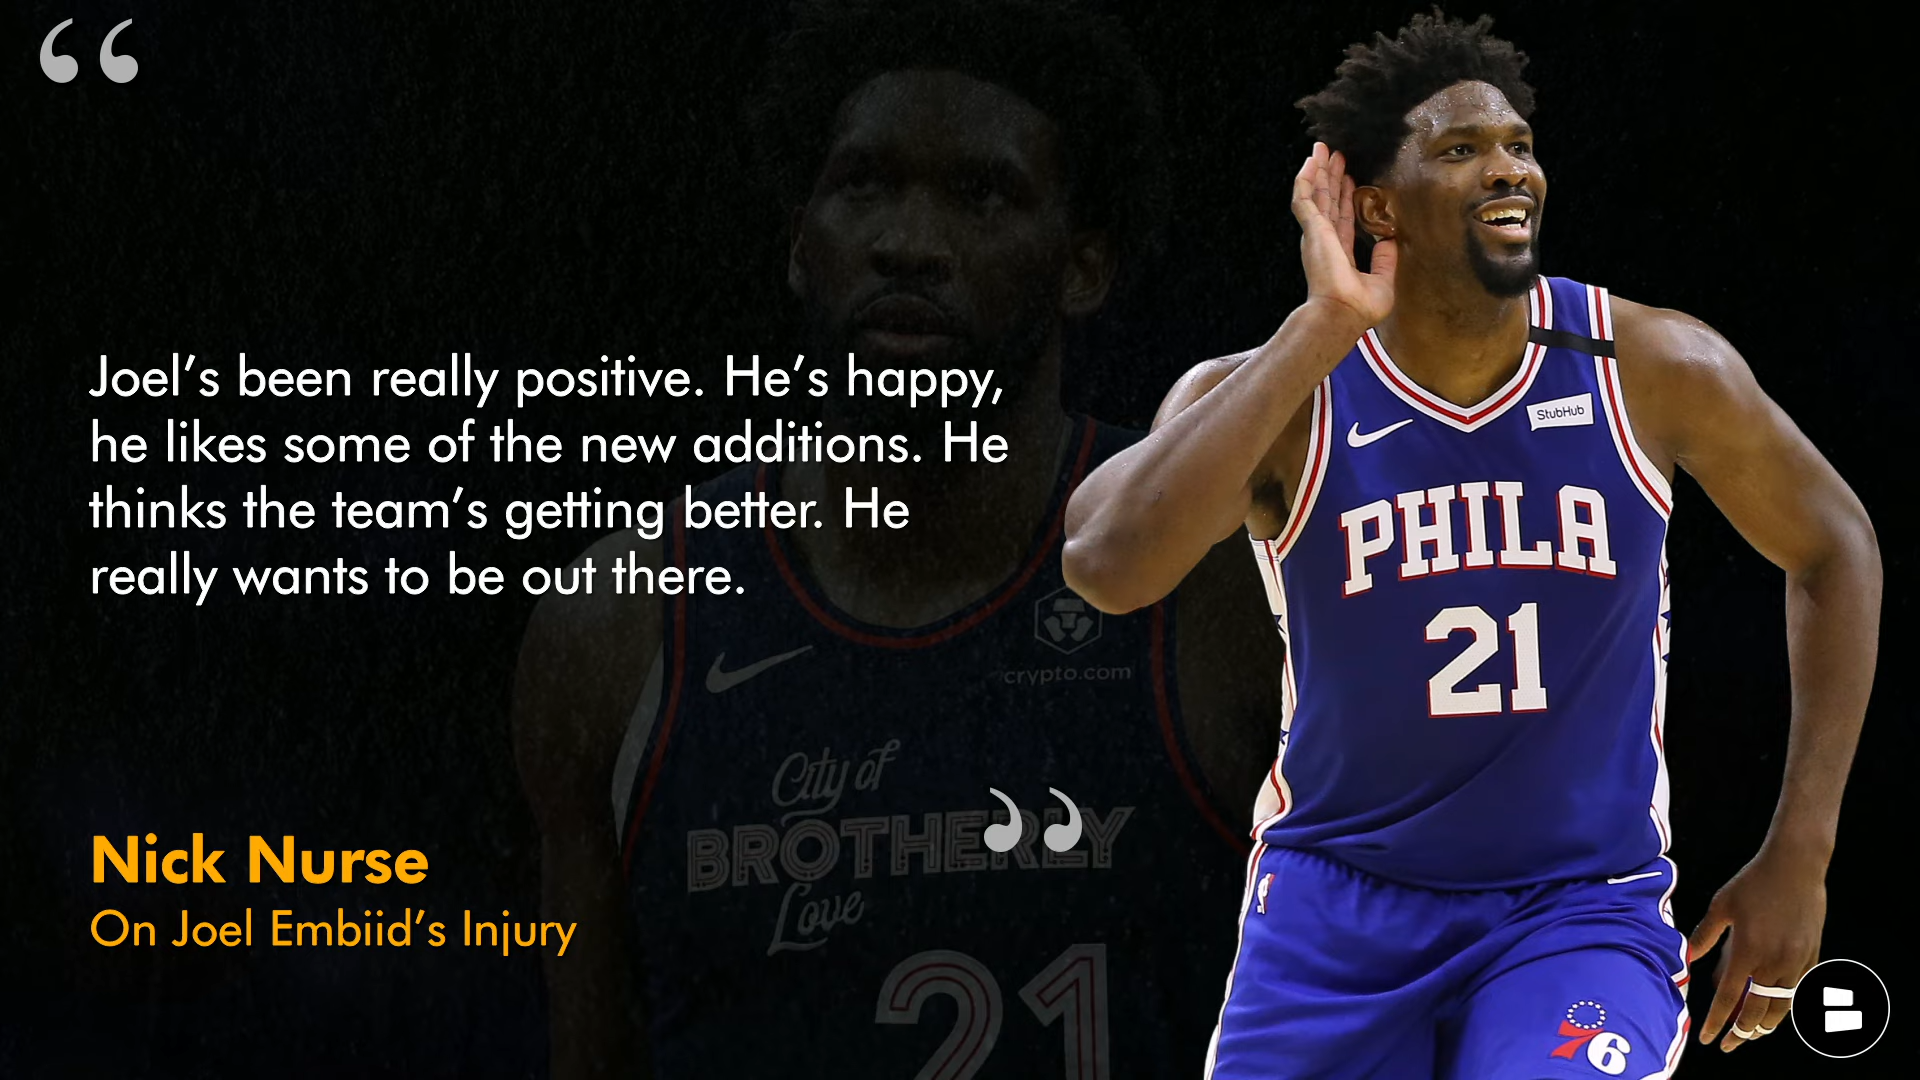 “
Joel’s been really positive. He’s happy,
he likes some of the new additions. He
thinks the team’s getting better. He
really wants to be out there.
”
Nick Nurse
On Joel Embiid’s Injury
StubHub
PHILA
21
76
crypto.com
City of
BROTHERLY
Love
21